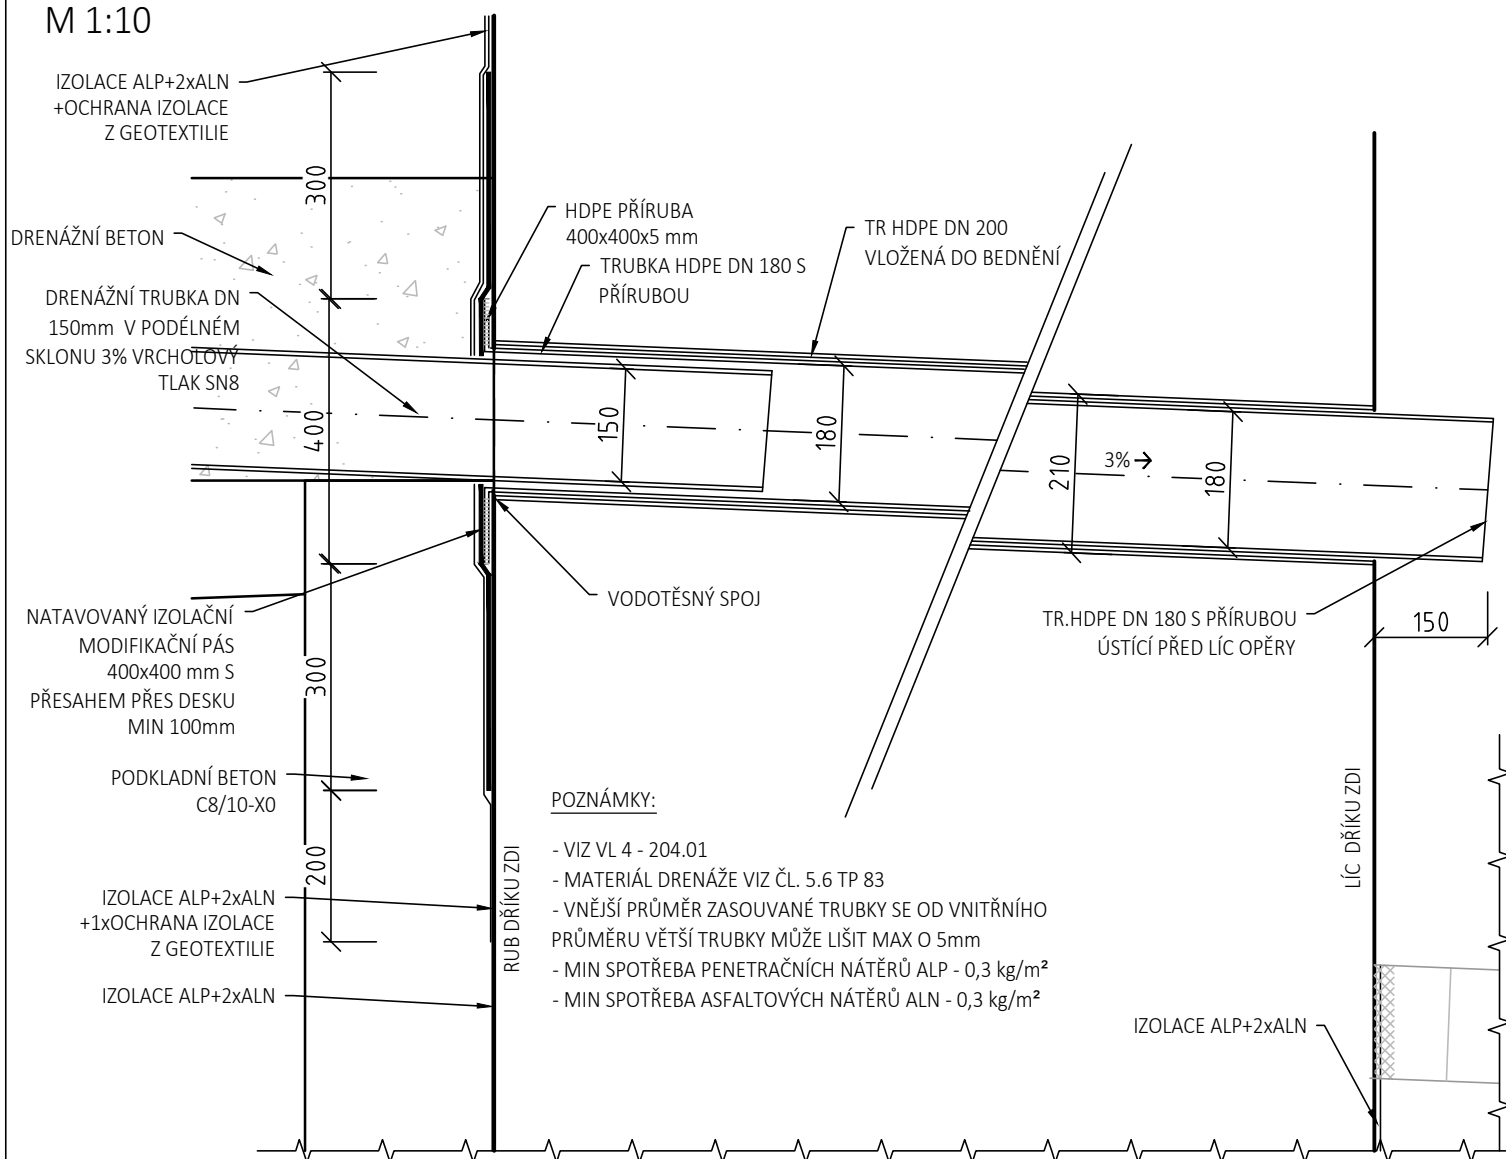 M 1:10
IZOLACE ALP+2xALN
+OCHRANA IZOLACE
Z GEOTEXTILIE
300
DRENÁŽNÍ BETON
HDPE PŘÍRUBA
400x400x5 mm
TRUBKA HDPE DN 180 S
PŘÍRUBOU
TR HDPE DN 200
VLOŽENÁ DO BEDNĚNÍ
DRENÁŽNÍ TRUBKA DN
150mm V PODÉLNÉM
SKLONU 3% VRCHOLOVÝ
TLAK SN8
400
150
180
210
3%
180
NATAVOVANÝ IZOLAČNÍ
MODIFIKAČNÍ PÁS
400x400 mm S
PŘESAHEM PŘES DESKU
MIN 100mm
VODOTĚSNÝ SPOJ
TR.HDPE DN 180 S PŘÍRUBOU
ÚSTÍCÍ PŘED LÍC OPĚRY
150
300
PODKLADNÍ BETON
C8/10-X0
200
IZOLACE ALP+2xALN
+1xOCHRANA IZOLACE
Z GEOTEXTILIE
IZOLACE ALP+2xALN
RUB DŘÍKU ZDI
POZNÁMKY:
- VIZ VL 4 - 204.01
- MATERIÁL DRENÁŽE VIZ ČL. 5.6 TP 83
- VNĚJŠÍ PRŮMĚR ZASOUVANÉ TRUBKY SE OD VNITŘNÍHO
PRŮMĚRU VĚTŠÍ TRUBKY MŮŽE LIŠIT MAX O 5mm
- MIN SPOTŘEBA PENETRAČNÍCH NÁTĚRŮ ALP - 0,3 kg/m²
- MIN SPOTŘEBA ASFALTOVÝCH NÁTĚRŮ ALN - 0,3 kg/m²
LÍC DŘÍKU ZDI
IZOLACE ALP+2xALN